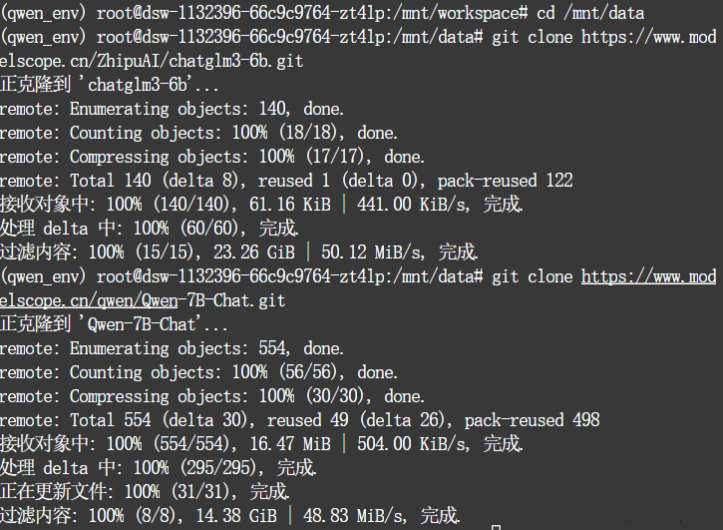 (qwen_env) root@dsw-1132396-66c9c9764-zt4lp:/mnt/workspace# cd /mnt/data
(qwen_env) root@dsw-1132396-66c9c9764-zt4lp:/mnt/data# git clone https://www.mod
elscope.cn/ZhipuAI/chatglm3-6b.git
正克隆到 'chatglm3-6b'...
remote: Enumerating objects: 140, done.
remote: Counting objects: 100% (18/18), done.
remote: Compressing objects: 100% (17/17), done.
remote: Total 140 (delta 8), reused 1 (delta 0), pack-reused 122
接收对象中: 100% (140/140), 61.16 KiB | 441.00 KiB/s, 完成.
处理 delta 中: 100% (60/60), 完成.
过滤内容: 100% (15/15), 23.26 GiB | 50.12 MiB/s, 完成.
(qwen_env) root@dsw-1132396-66c9c9764-zt4lp:/mnt/data# git clone https://www.mod
elscope.cn/qwen/Qwen-7B-Chat.git
正克隆到 'Qwen-7B-Chat'...
remote: Enumerating objects: 554, done.
remote: Counting objects: 100% (56/56), done.
remote: Compressing objects: 100% (30/30), done.
remote: Total 554 (delta 30), reused 49 (delta 26), pack-reused 498
接收对象中: 100% (554/554), 16.47 MiB | 504.00 KiB/s, 完成.
处理 delta 中: 100% (295/295), 完成.
正在更新文件: 100% (31/31), 完成.
过滤内容: 100% (8/8), 14.38 GiB | 48.83 MiB/s, 完成.